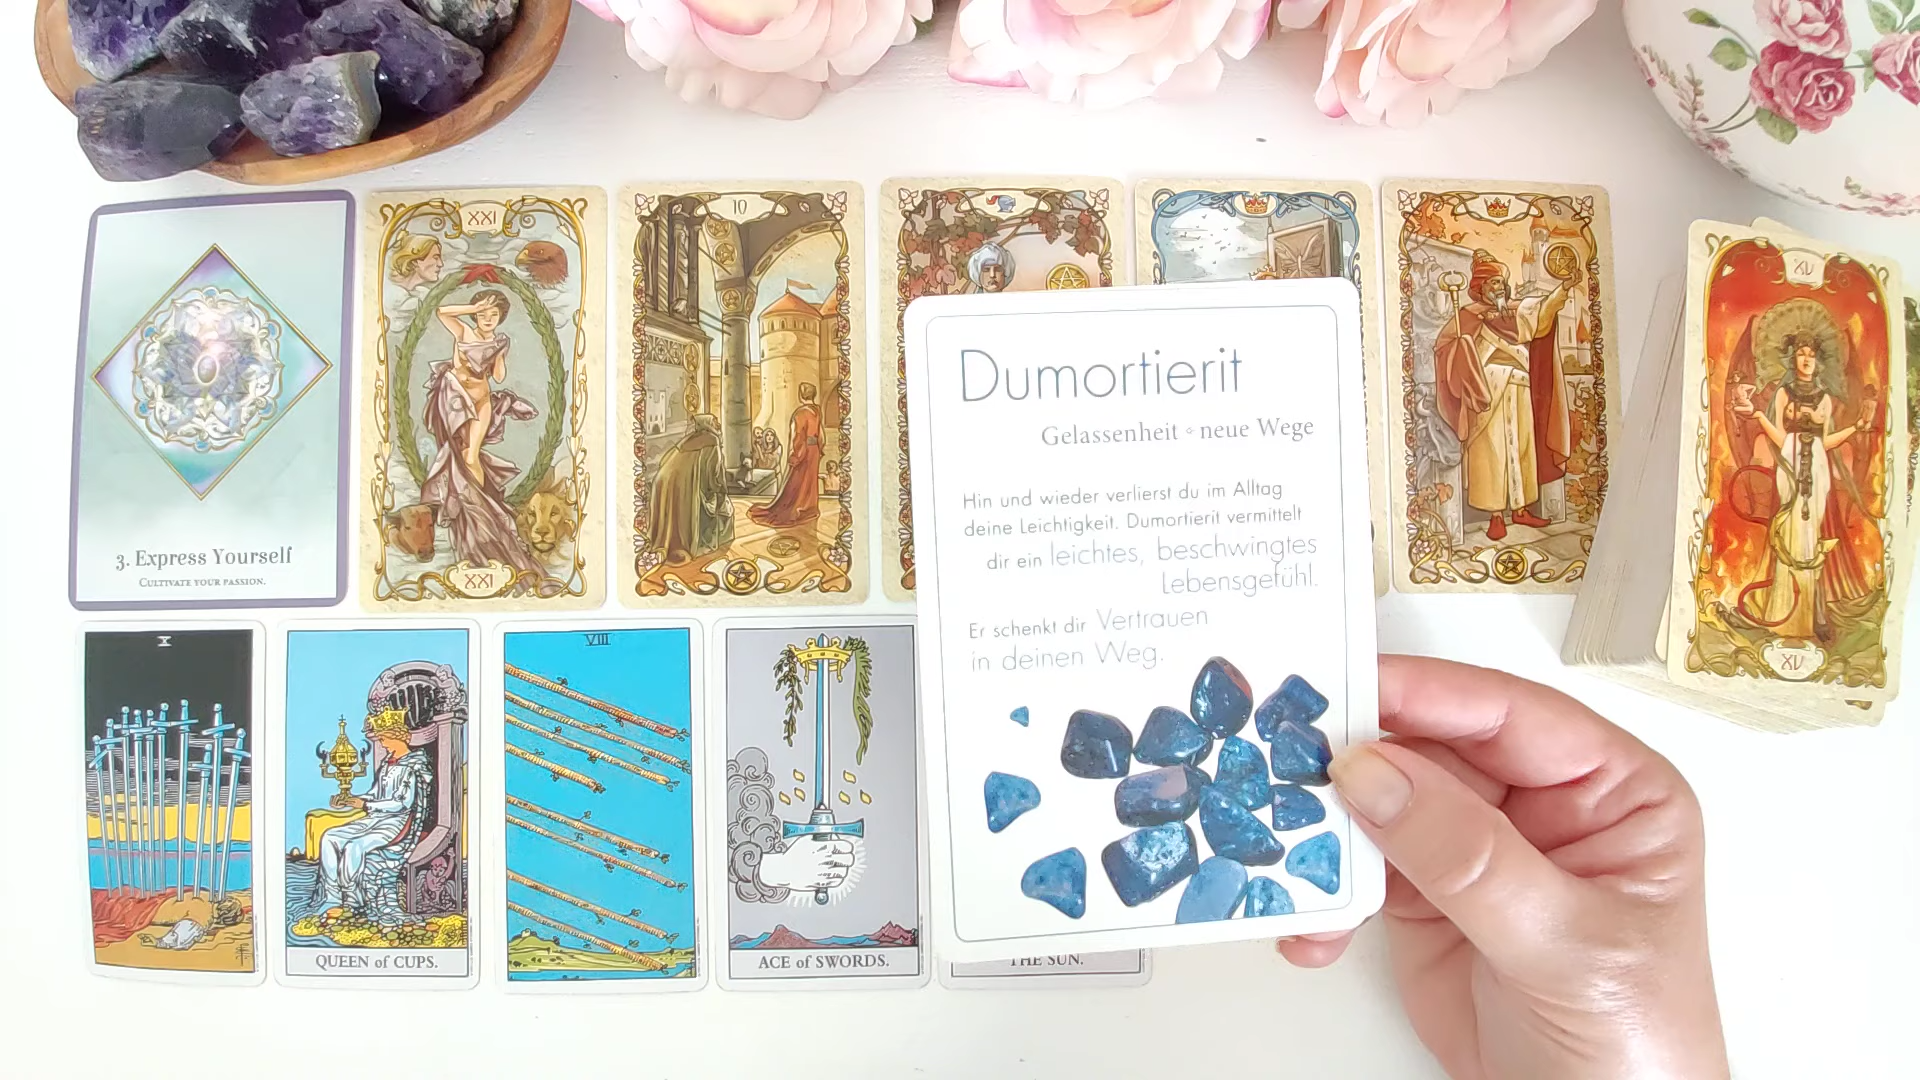 XXI
10
3. Express Yourself
CULTIVATE YOUR PASSION.
XXI
Dumortierit
Gelassenheit ∘ neue Wege
Hin und wieder verlierst du im Alltag
deine Leichtigkeit. Dumortierit vermittelt
dir ein leichtes, beschwingtes
Lebensgefühl.
Er schenkt dir Vertrauen
in deinen Weg.
XV
XV
X
QUEEN of CUPS.
VIII
ACE of SWORDS.
THE SUN.